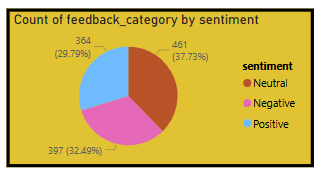 Count of feedback_category by sentiment
364
(29.79%)
461
(37.73%)
sentiment
Neutral
Negative
Positive
397 (32.49%)